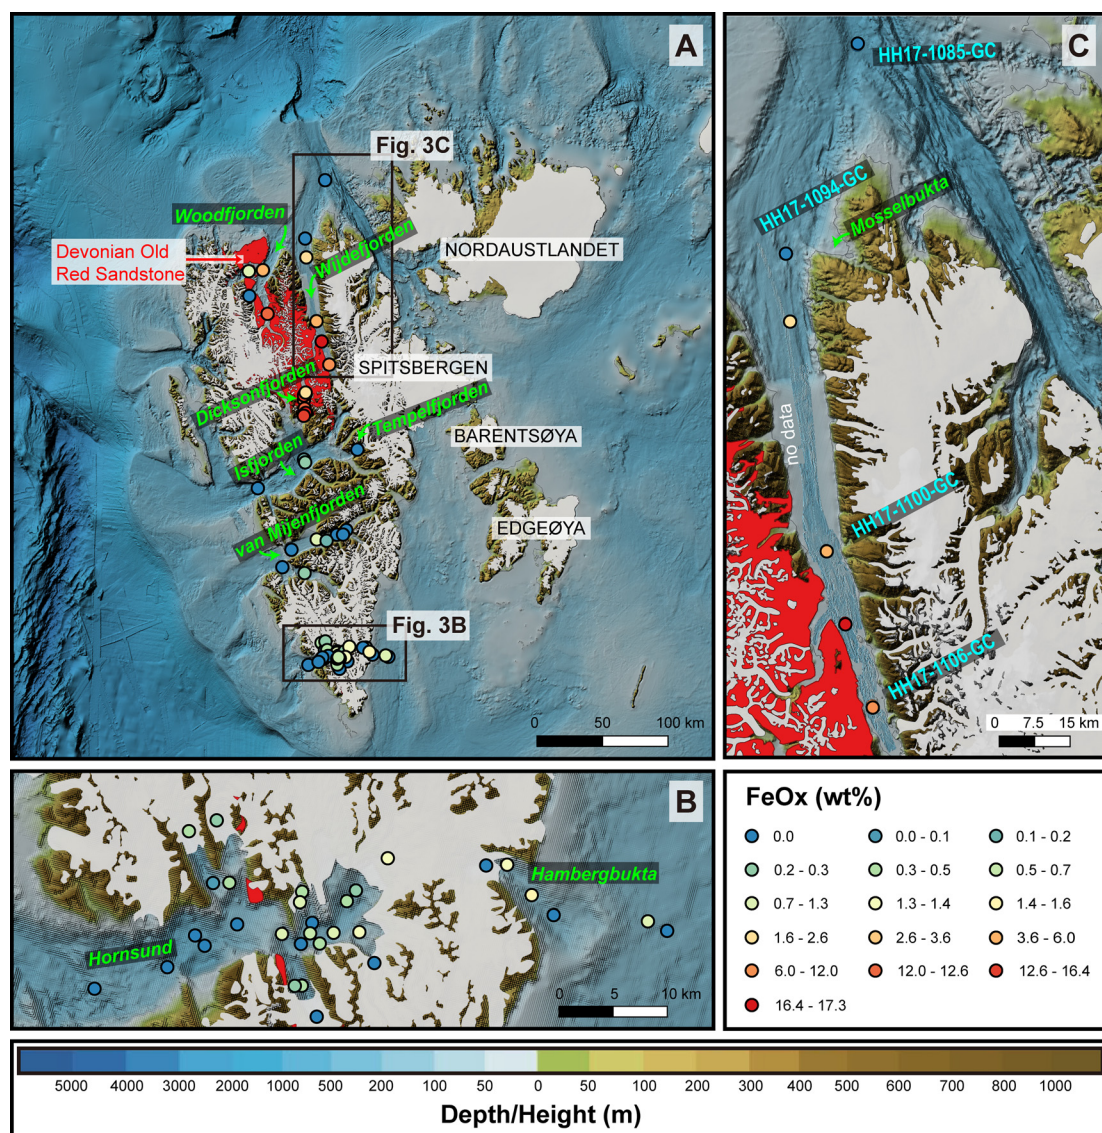 A
Fig. 3C
Woodfjorden
Devonian Old
Red Sandstone
Wijdefjorden
NORDAUSTLANDET
SPITSBERGEN
Dicksonfjorden
Tempelfjorden
BARENTSØYA
Isfjorden
EDGEØYA
van Mijenfjorden
Fig. 3B
0 50 100 km
C
HH17-1085-GC
HH17-1094-GC
Mosselbukta
no data
HH17-1100-GC
HH17-1106-GC
0 7.5 15 km
B
Hambergbukta
Hornsund
0 5 10 km
FeOx (wt%)
0.0 0.0 - 0.1 0.1 - 0.2
0.2 - 0.3 0.3 - 0.5 0.5 - 0.7
0.7 - 1.3 1.3 - 1.4 1.4 - 1.6
1.6 - 2.6 2.6 - 3.6 3.6 - 6.0
6.0 - 12.0 12.0 - 12.6 12.6 - 16.4
16.4 - 17.3
5000 4000 3000 2000 1000 500 200 100 50 0 50 100 200 300 400 500 600 700 800 1000
Depth/Height (m)